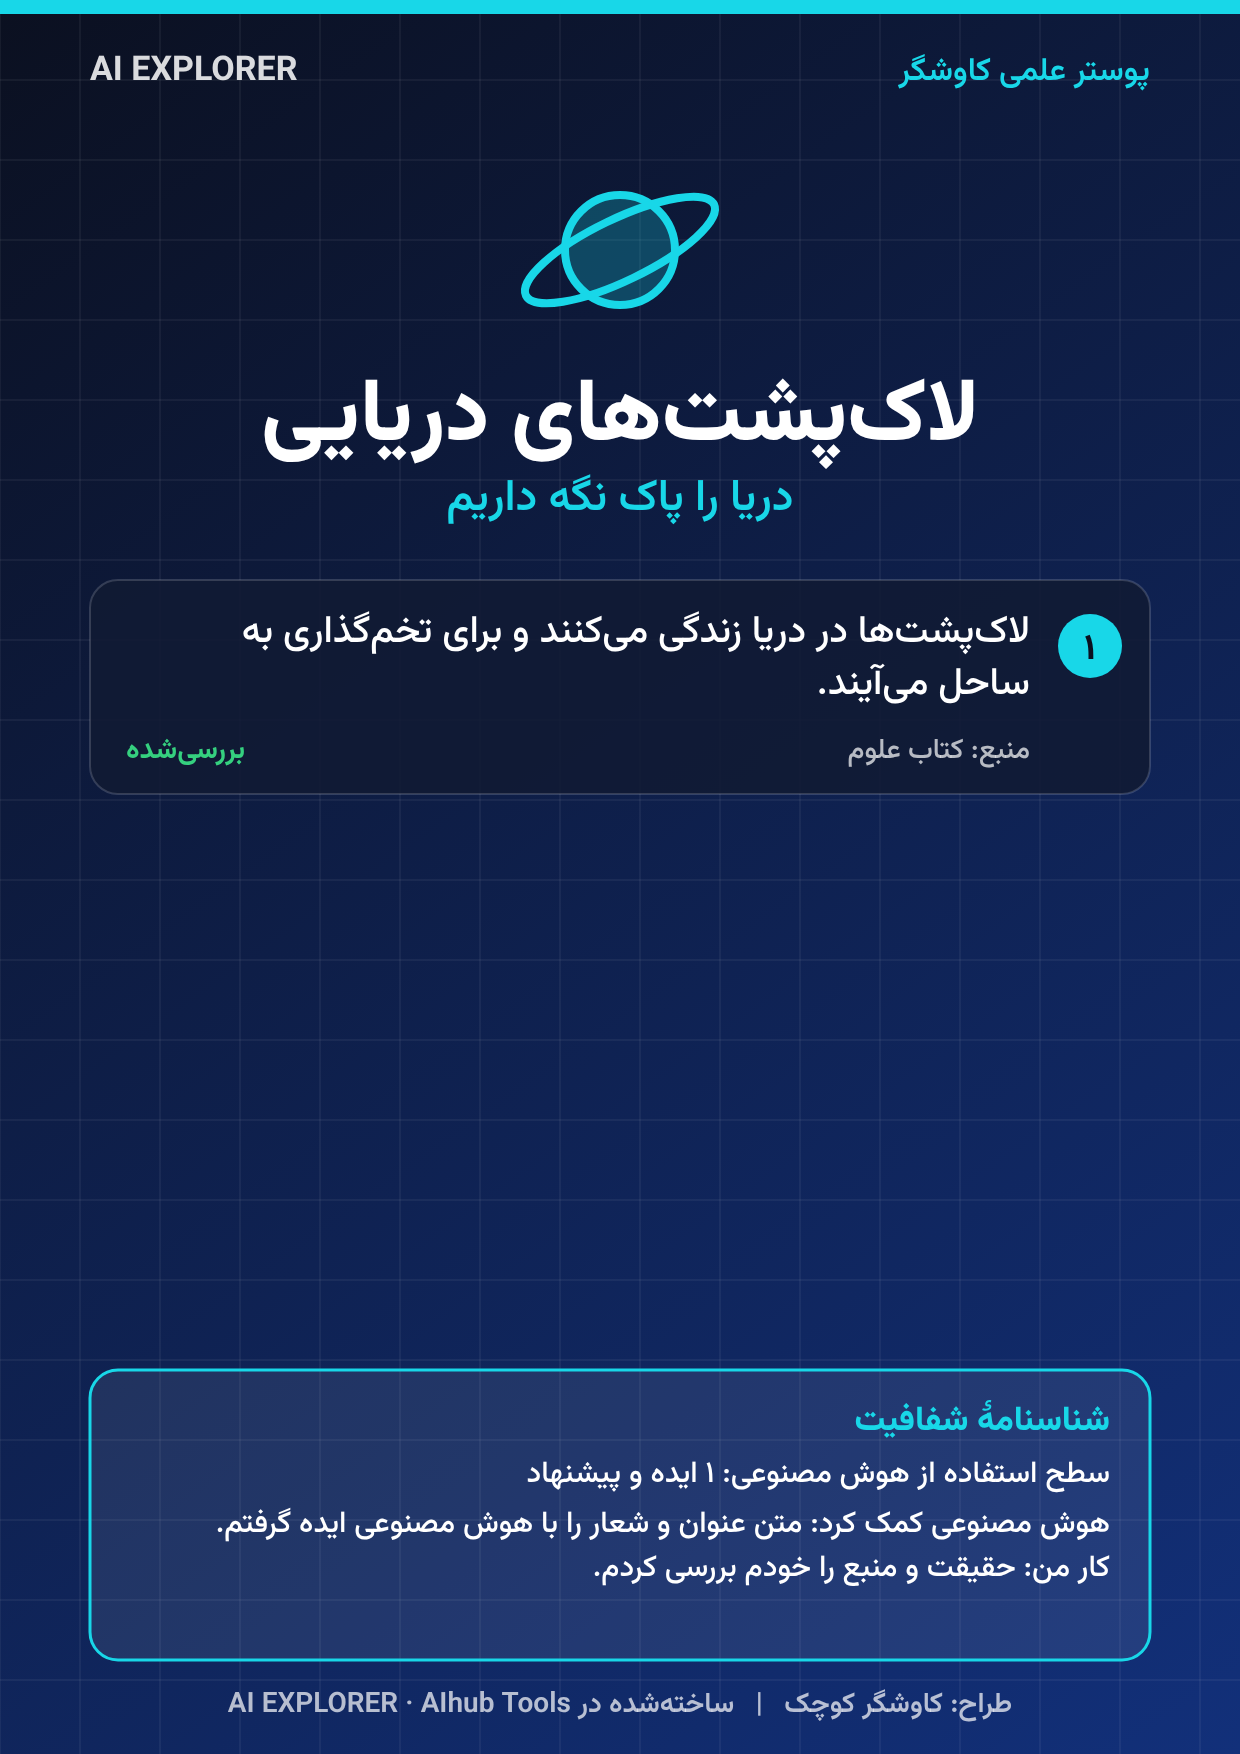 پوستر علمی کاوشگر
AI EXPLORER
لاک‌پشت‌های دریایی
دریا را پاک نگه داریم
۱
لاک‌پشت‌ها در دریا زندگی می‌کنند و برای تخم‌گذاری به
ساحل می‌آیند.
منبع: کتاب علوم
بررسی‌شده
شناسنامهٔ شفافیت
سطح استفاده از هوش مصنوعی: ۱ ایده و پیشنهاد
هوش مصنوعی کمک کرد: متن عنوان و شعار را با هوش مصنوعی ایده گرفتم.
کار من: حقیقت و منبع را خودم بررسی کردم.
طراح: کاوشگر کوچک | ساخته‌شده در AI EXPLORER · AIhub Tools